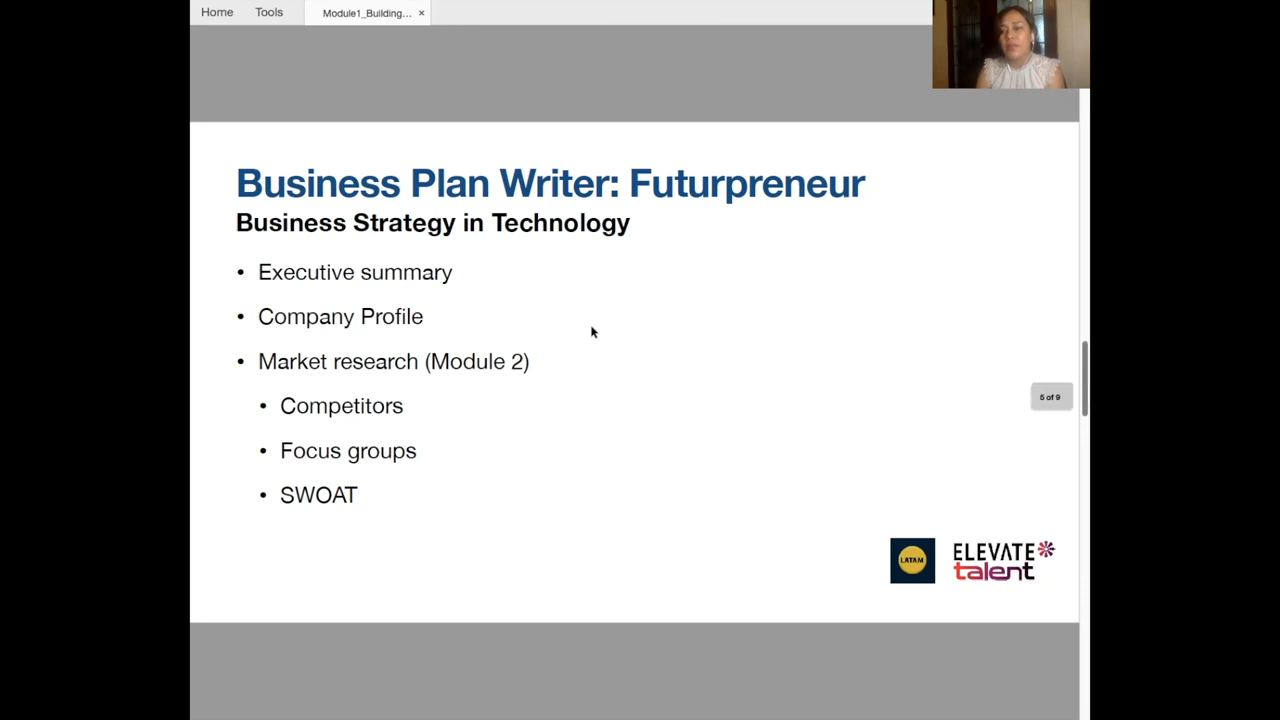 Home Tools Module1_Building... ×
Business Plan Writer: Futurpreneur
Business Strategy in Technology
• Executive summary
• Company Profile
• Market research (Module 2)
• Competitors
• Focus groups
• SWOAT
5 of 9
LATAM
ELEVATE
talent